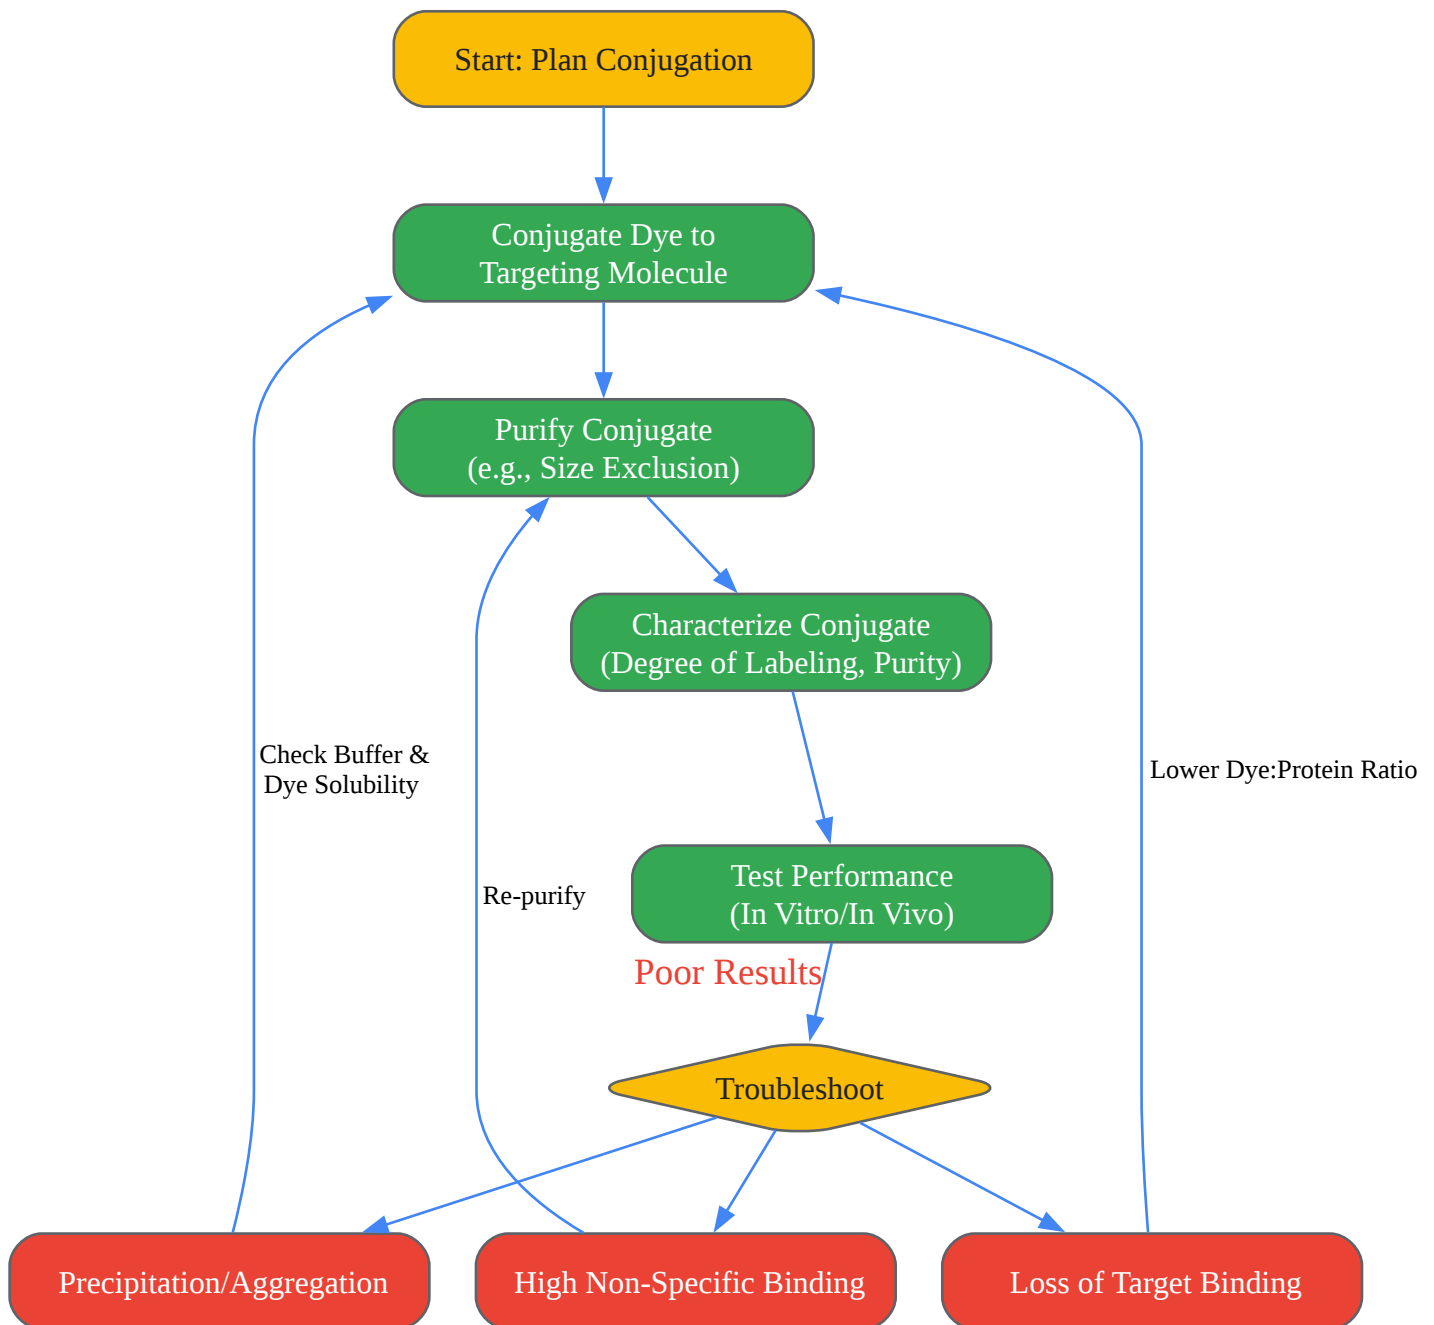 Start: Plan Conjugation
Conjugate Dye to
Targeting Molecule
Purify Conjugate
(e.g., Size Exclusion)
Characterize Conjugate
(Degree of Labeling, Purity)
Check Buffer &
Dye Solubility
Lower Dye:Protein Ratio
Re-purify
Test Performance
(In Vitro/In Vivo)
Poor Results
Troubleshoot
Precipitation/Aggregation
High Non-Specific Binding
Loss of Target Binding